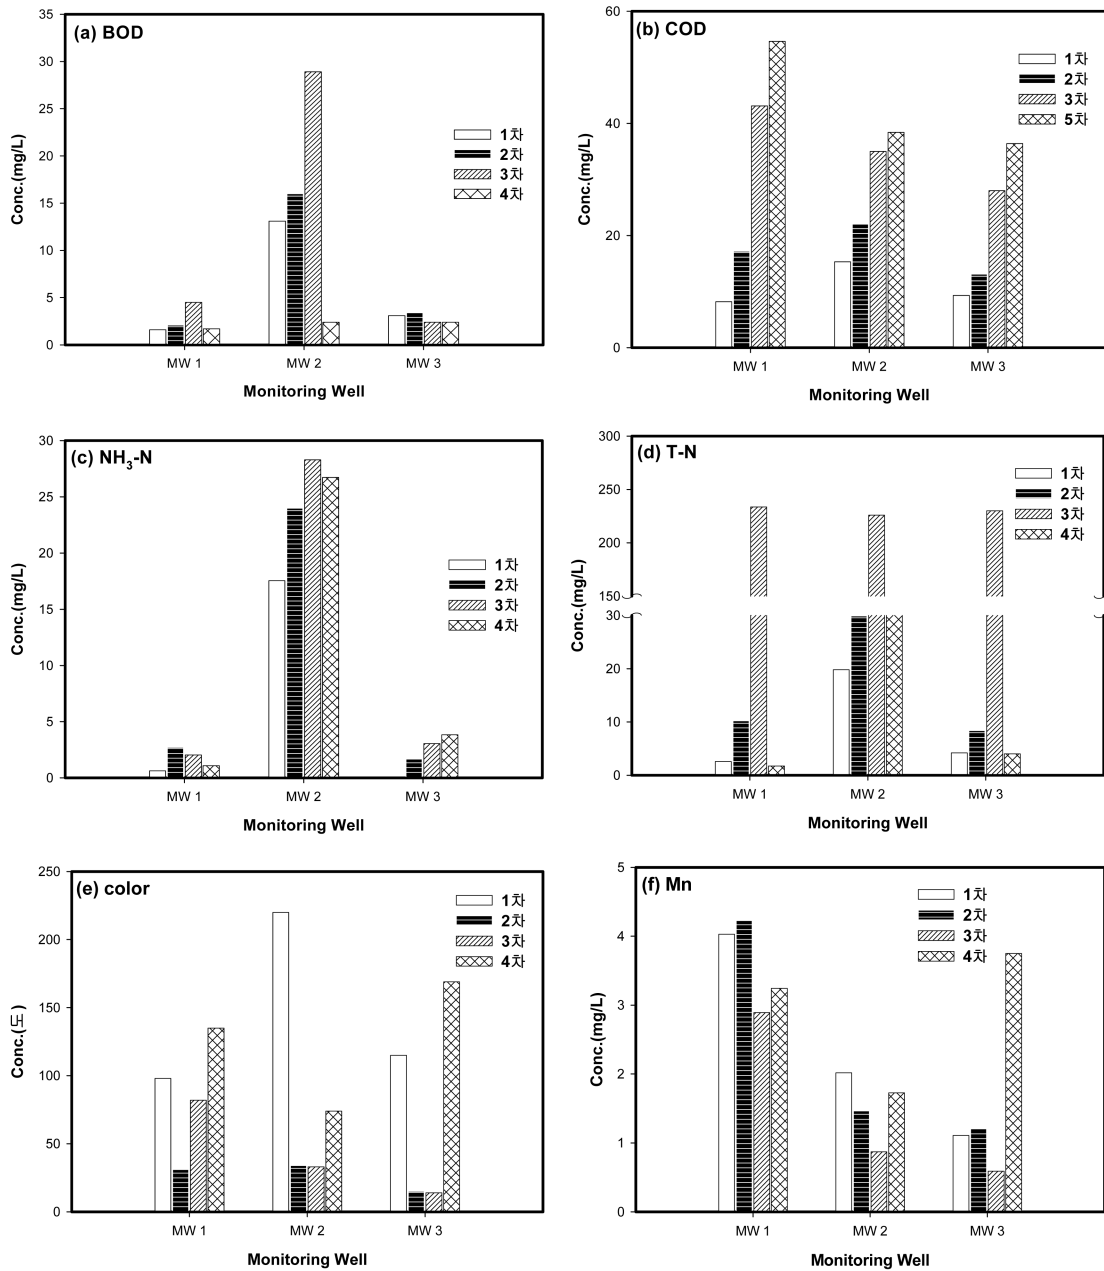 (a) BOD
35
30
25
20
15
10
5
0
Conc.(mg/L)
1차
2차
3차
4차
MW 1 MW 2 MW 3
Monitoring Well
(b) COD
60
40
20
0
Conc.(mg/L)
1차
2차
3차
5차
MW 1 MW 2 MW 3
Monitoring Well
(c) NH3-N
30
25
20
15
10
5
0
Conc.(mg/L)
1차
2차
3차
4차
MW 1 MW 2 MW 3
Monitoring Well
(d) T-N
300
250
200
150
30
20
10
0
Conc.(mg/L)
1차
2차
3차
4차
MW 1 MW 2 MW 3
Monitoring Well
(e) color
250
200
150
100
50
0
Conc.(도)
1차
2차
3차
4차
MW 1 MW 2 MW 3
Monitoring Well
(f) Mn
5
4
3
2
1
0
Conc.(mg/L)
1차
2차
3차
4차
MW 1 MW 2 MW 3
Monitoring Well